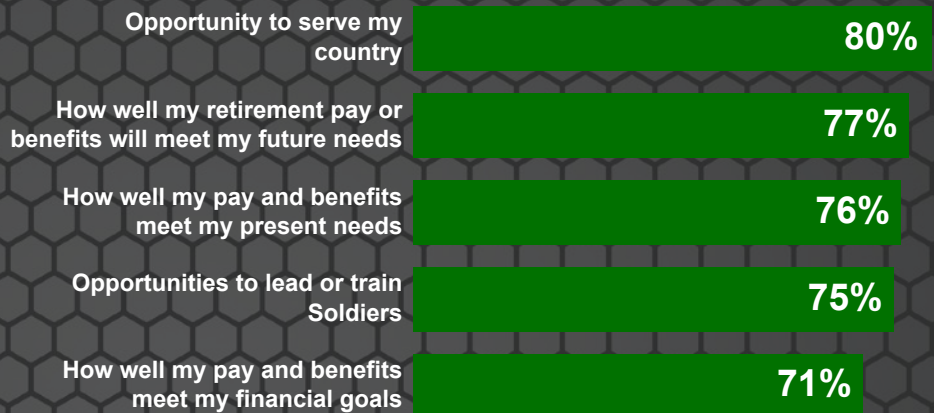 Opportunity to serve my
country
80%
How well my retirement pay or
benefits will meet my future needs
77%
How well my pay and benefits
meet my present needs
76%
Opportunities to lead or train
Soldiers
75%
How well my pay and benefits
meet my financial goals
71%